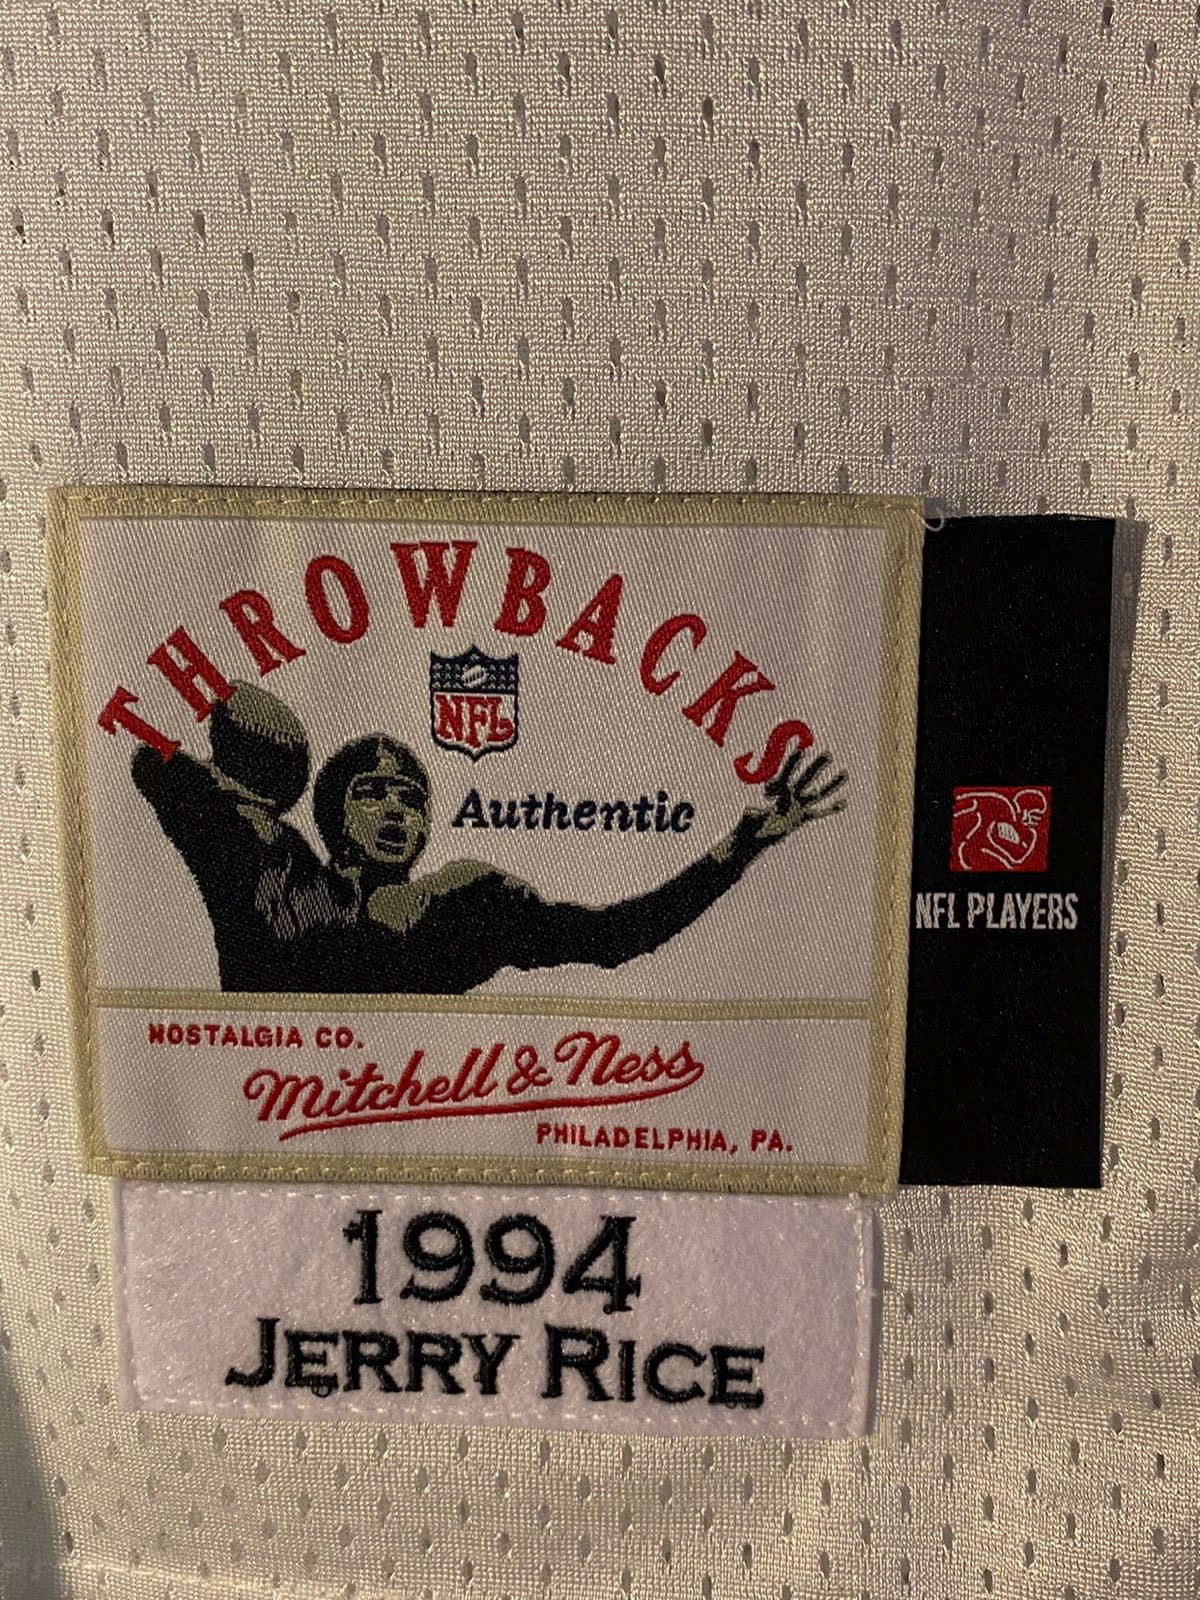 THROWBACKS
NFL
Authentic
NFL PLAYERS
NOSTALGIA CO.
Mitchell & Ness
PHILADELPHIA, PA.
1994
JERRY RICE